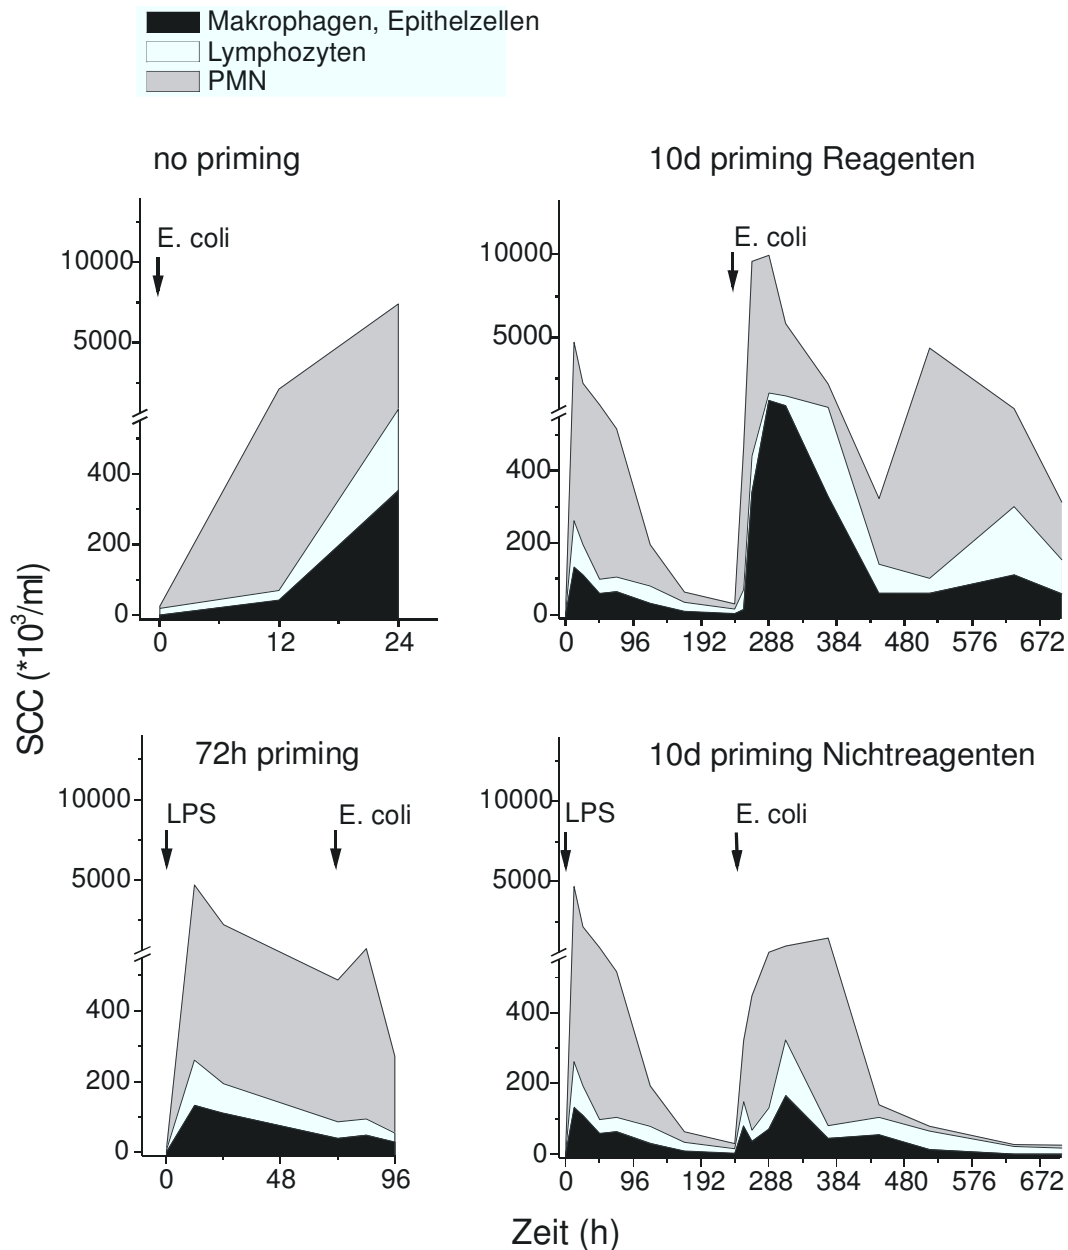 Makrophagen, Epithelzellen
Lymphozyten
PMN
no priming
10d priming Reagenten
E. coli
E. coli
10000
5000
400
200
0
0 12 24
10000
5000
400
200
0
0 96 192 288 384 480 576 672
SCC (*10³/ml)
72h priming
10d priming Nichtreagenten
LPS
E. coli
LPS
E. coli
10000
5000
400
200
0
0 48 96
10000
5000
400
200
0
0 96 192 288 384 480 576 672
Zeit (h)